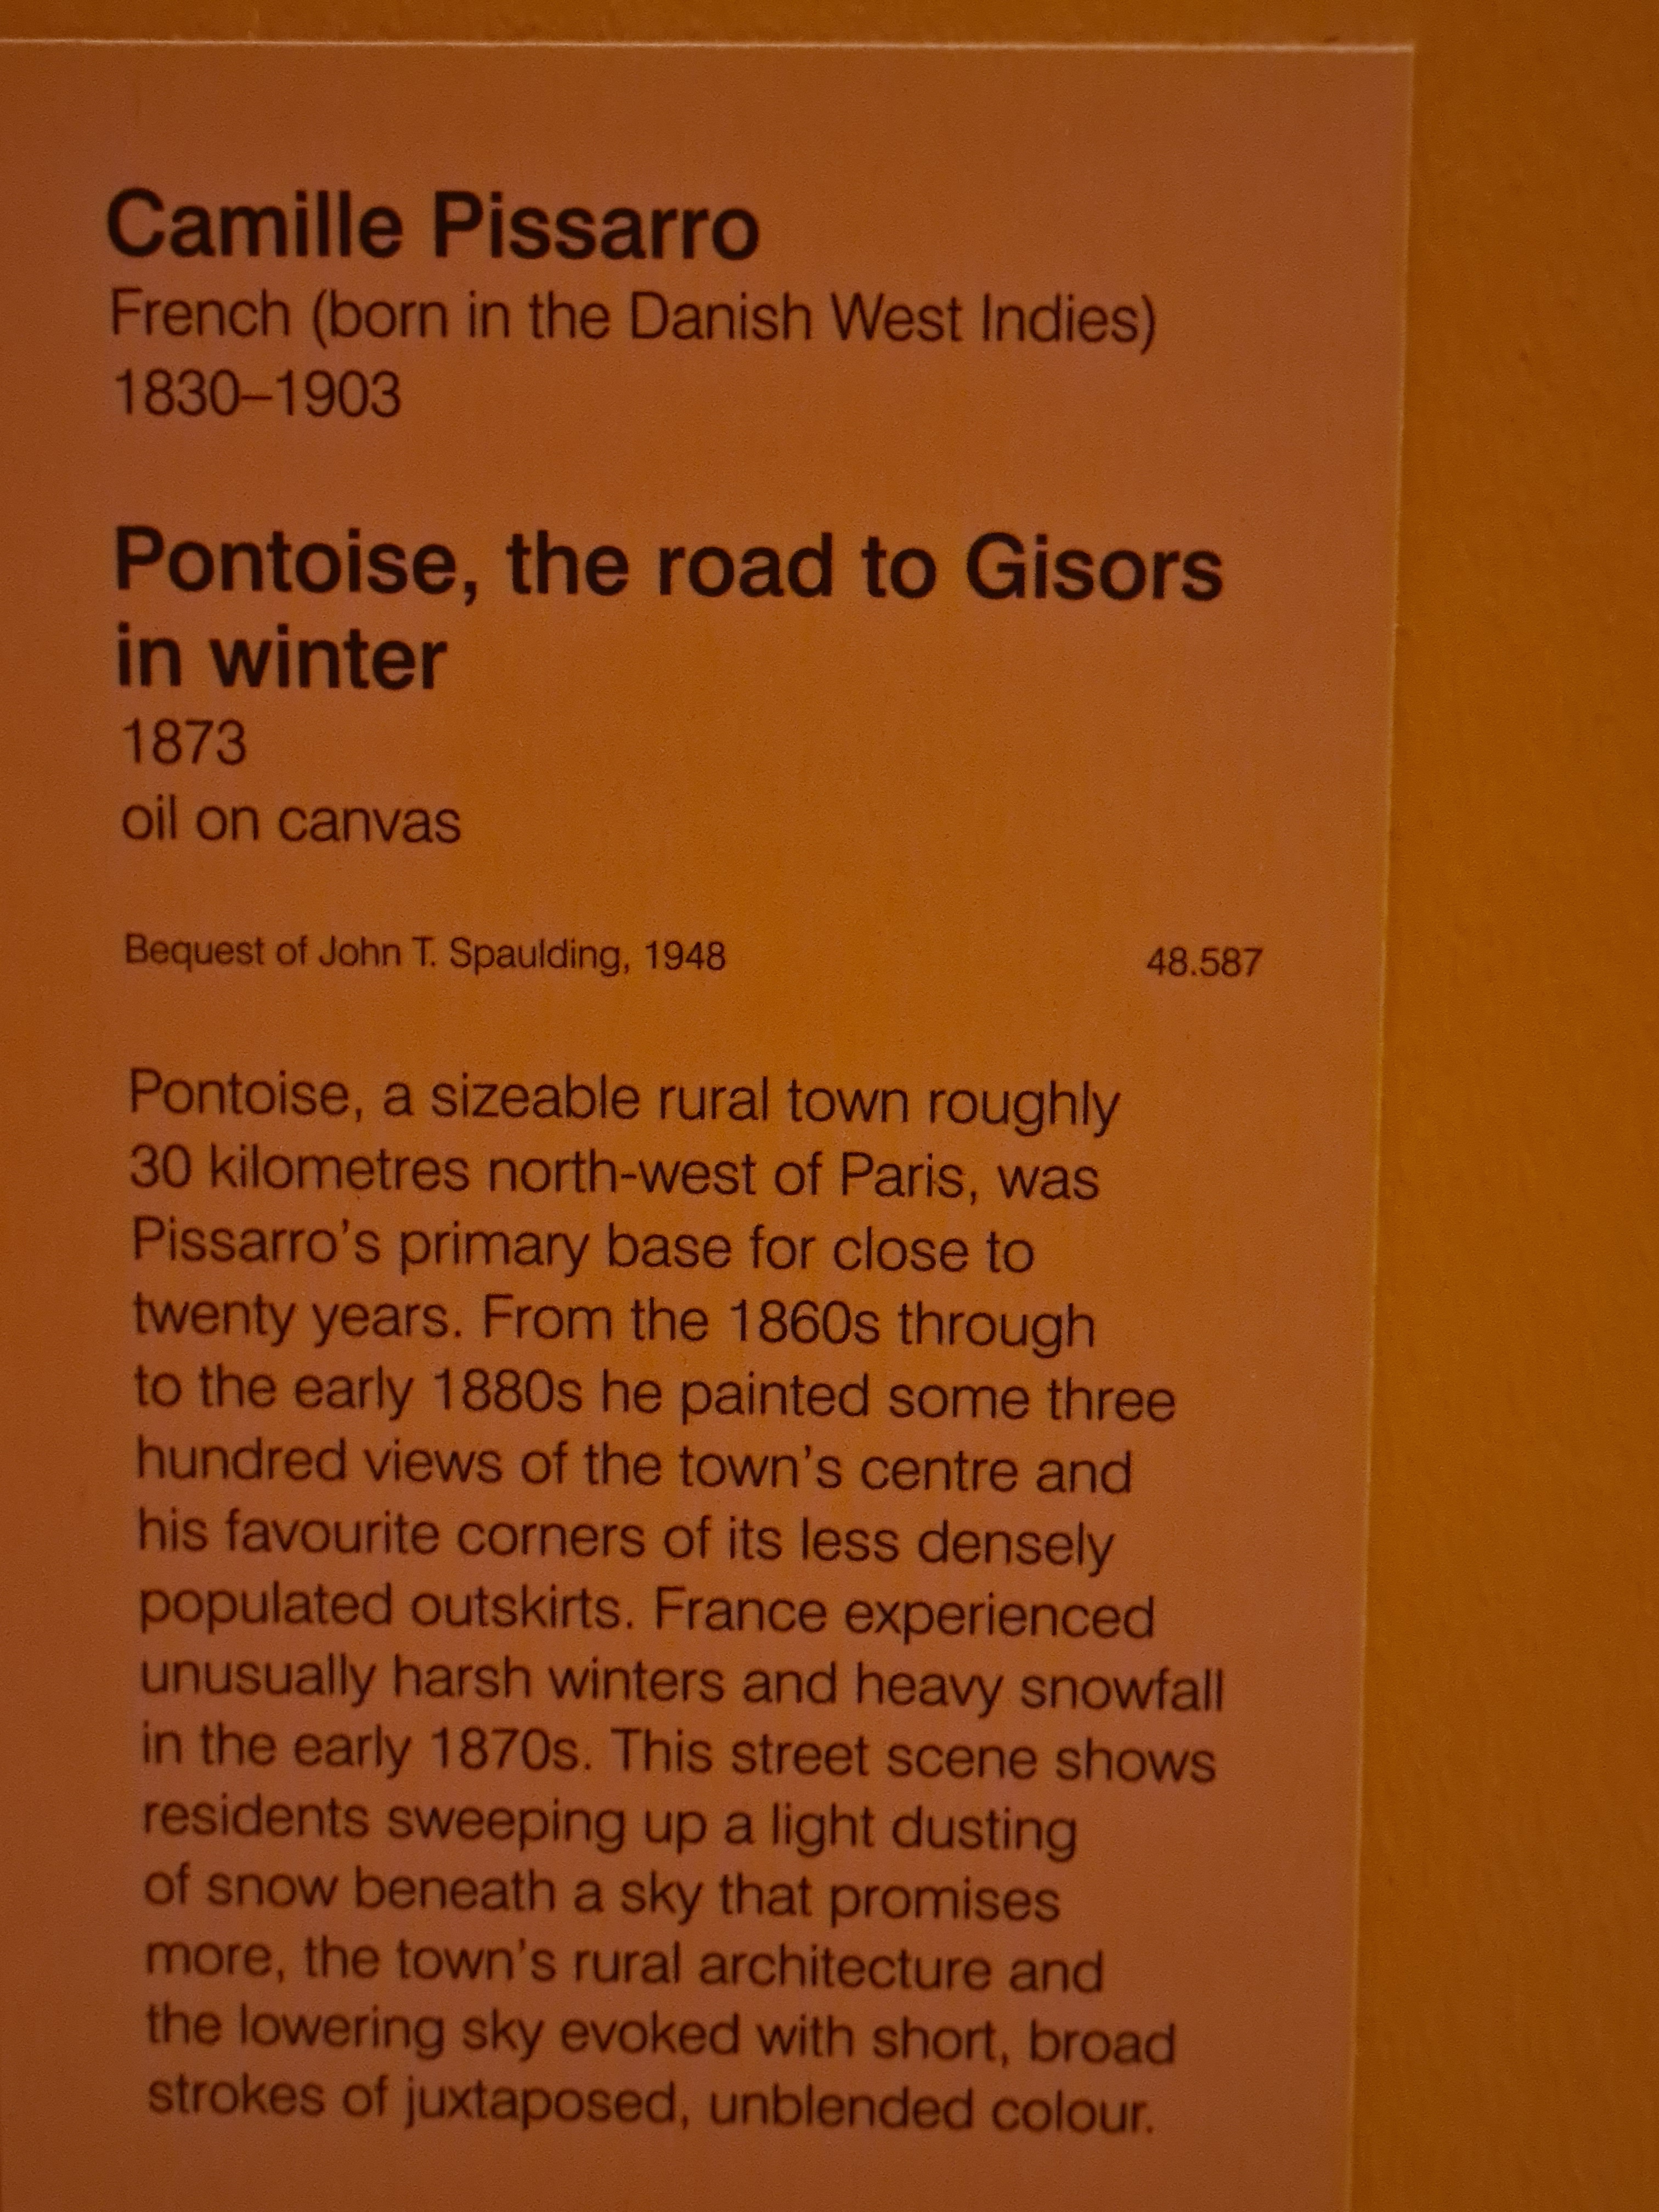 Camille Pissarro
French (born in the Danish West Indies)
1830–1903
Pontoise, the road to Gisors
in winter
1873
oil on canvas
Bequest of John T. Spaulding, 1948 48.587
Pontoise, a sizeable rural town roughly
30 kilometres north-west of Paris, was
Pissarro’s primary base for close to
twenty years. From the 1860s through
to the early 1880s he painted some three
hundred views of the town’s centre and
his favourite corners of its less densely
populated outskirts. France experienced
unusually harsh winters and heavy snowfall
in the early 1870s. This street scene shows
residents sweeping up a light dusting
of snow beneath a sky that promises
more, the town’s rural architecture and
the lowering sky evoked with short, broad
strokes of juxtaposed, unblended colour.